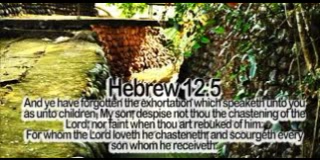 Hebrew 12:5
And ye have forgotten the exhortation which speaketh unto you
as unto children, My son, despise not thou the chastening of the
Lord, nor faint when thou art rebuked of him:
For whom the Lord loveth he chasteneth, and scourgeth every
son whom he receiveth.